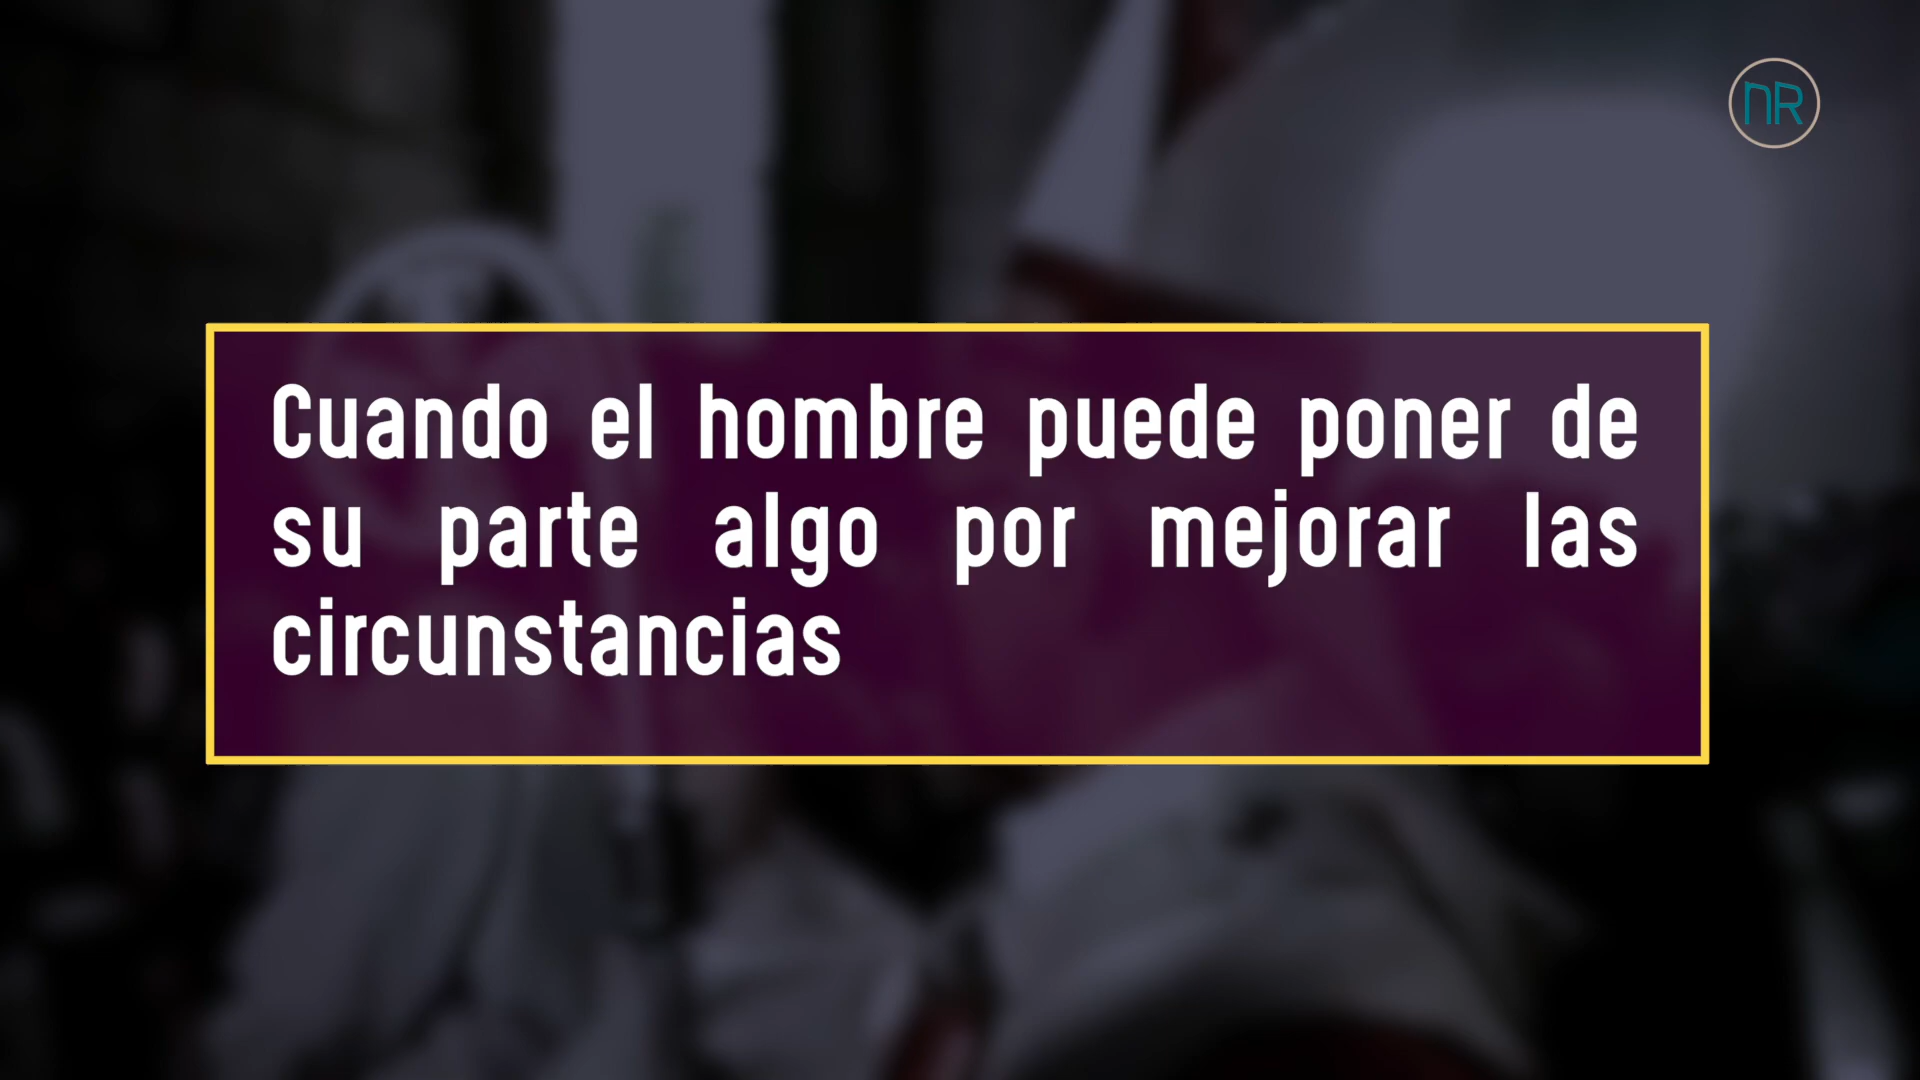 NR
Cuando el hombre puede poner de
su parte algo por mejorar las
circunstancias